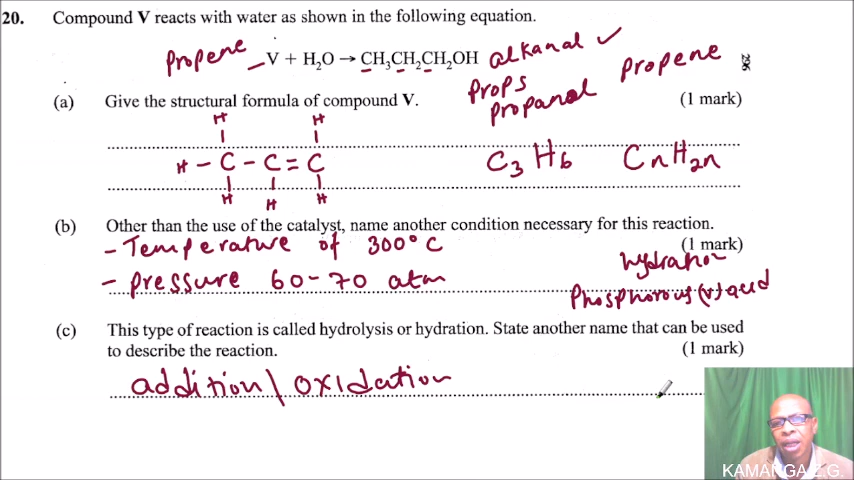 20. Compound V reacts with water as shown in the following equation.
Propene V + H₂O → CH₃CH₂CH₂OH alkanal ✓
Props Propene
propanol
(a) Give the structural formula of compound V. (1 mark)
H H
H - C - C = C C₃H₆ CnH2n
H H H
(b) Other than the use of the catalyst, name another condition necessary for this reaction.
- Temperature of 300°C (1 mark)
hydration
- pressure 60-70 atm
Phosphorous (v) acid
(c) This type of reaction is called hydrolysis or hydration. State another name that can be used
to describe the reaction. (1 mark)
addition \ oxidation
KAMANGA E.G.